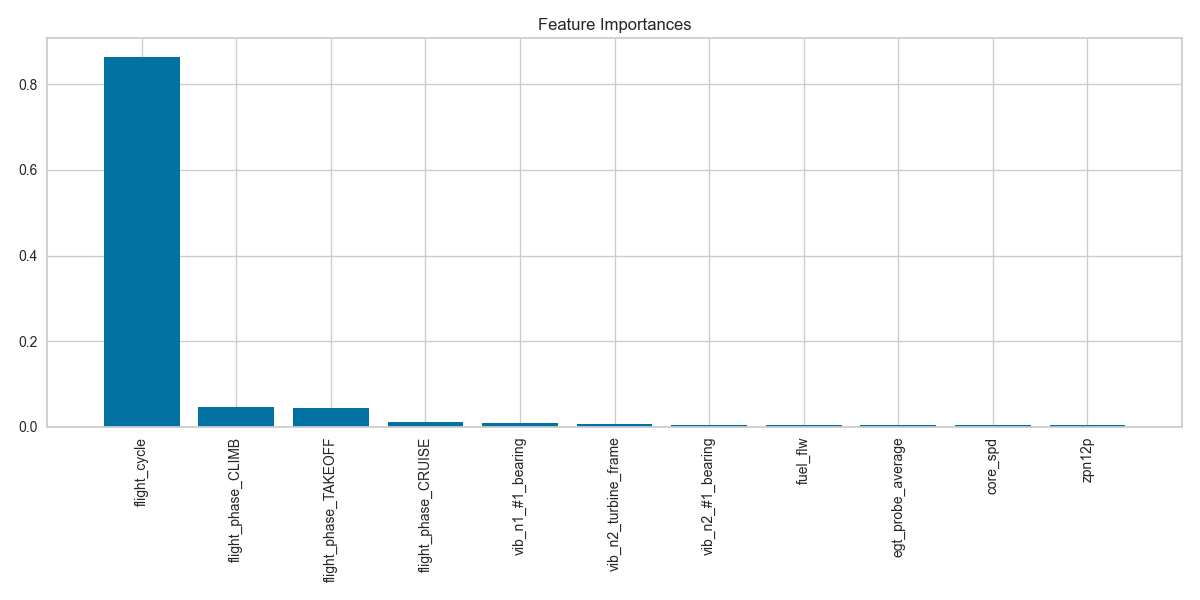 Feature Importances
0.8
0.6
0.4
0.2
0.0
flight_cycle
flight_phase_CLIMB
flight_phase_TAKEOFF
flight_phase_CRUISE
vib_n1_#1_bearing
vib_n2_turbine_frame
vib_n2_#1_bearing
fuel_flw
egt_probe_average
core_spd
zpn12p